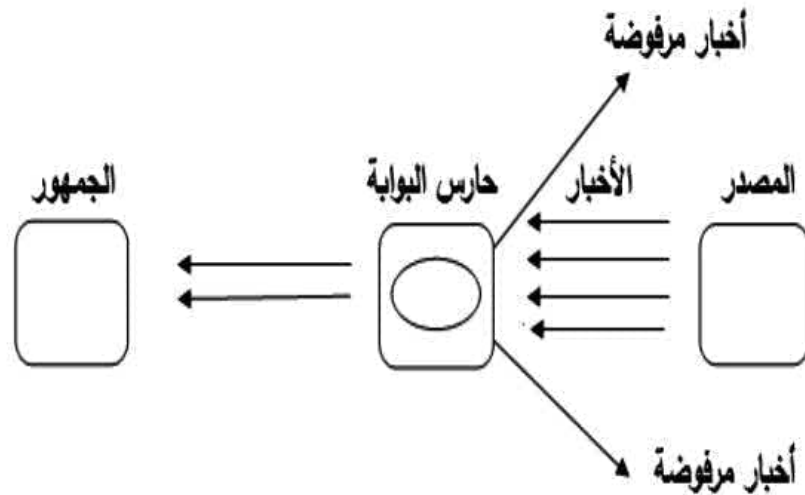 أخبار مرفوضة
المصدر
الأخبار
حارس البوابة
الجمهور
أخبار مرفوضة